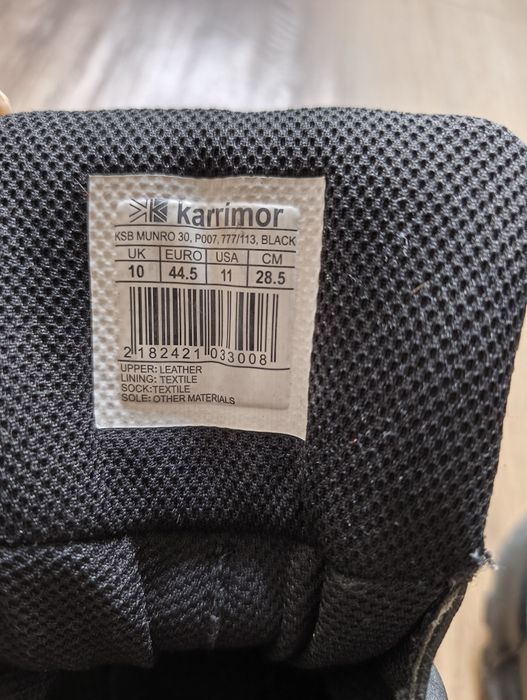 karrimor
KSB MUNRO 30, P007, 777/113, BLACK
UK EURO USA CM
10 44.5 11 28.5
2 182421 033008
UPPER: LEATHER
LINING: TEXTILE
SOCK:TEXTILE
SOLE: OTHER MATERIALS